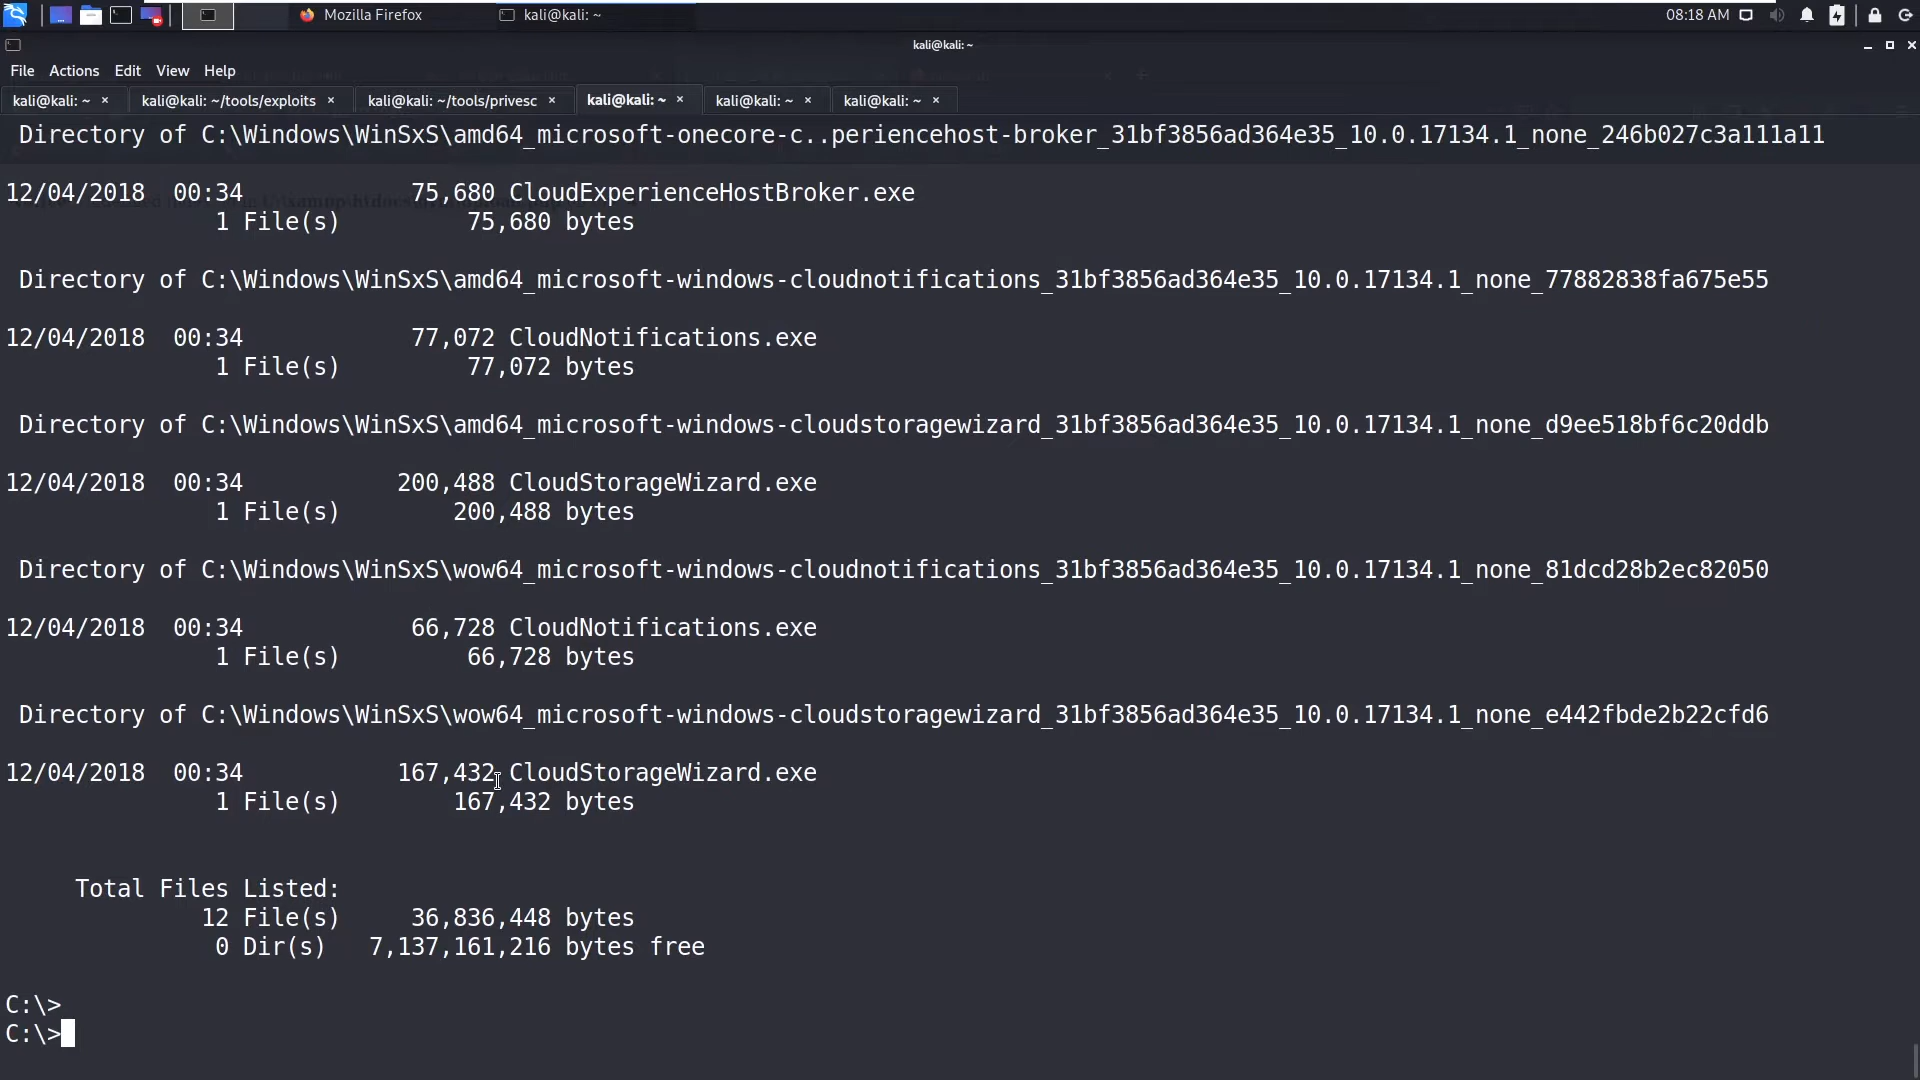 Mozilla Firefox
kali@kali: ~
08:18 AM
kali@kali: ~
File Actions Edit View Help
kali@kali: ~ × kali@kali: ~/tools/exploits × kali@kali: ~/tools/privesc × kali@kali: ~ × kali@kali: ~ × kali@kali: ~ ×
Directory of C:\Windows\WinSxS\amd64_microsoft-onecore-c..periencehost-broker_31bf3856ad364e35_10.0.17134.1_none_246b027c3a111a11
12/04/2018  00:34            75,680 CloudExperienceHostBroker.exe
1 File(s)         75,680 bytes
Directory of C:\Windows\WinSxS\amd64_microsoft-windows-cloudnotifications_31bf3856ad364e35_10.0.17134.1_none_77882838fa675e55
12/04/2018  00:34            77,072 CloudNotifications.exe
1 File(s)         77,072 bytes
Directory of C:\Windows\WinSxS\amd64_microsoft-windows-cloudstoragewizard_31bf3856ad364e35_10.0.17134.1_none_d9ee518bf6c20ddb
12/04/2018  00:34           200,488 CloudStorageWizard.exe
1 File(s)        200,488 bytes
Directory of C:\Windows\WinSxS\wow64_microsoft-windows-cloudnotifications_31bf3856ad364e35_10.0.17134.1_none_81dcd28b2ec82050
12/04/2018  00:34            66,728 CloudNotifications.exe
1 File(s)         66,728 bytes
Directory of C:\Windows\WinSxS\wow64_microsoft-windows-cloudstoragewizard_31bf3856ad364e35_10.0.17134.1_none_e442fbde2b22cfd6
12/04/2018  00:34           167,432 CloudStorageWizard.exe
1 File(s)        167,432 bytes
Total Files Listed:
12 File(s)     36,836,448 bytes
0 Dir(s)   7,137,161,216 bytes free
C:\>
C:\>